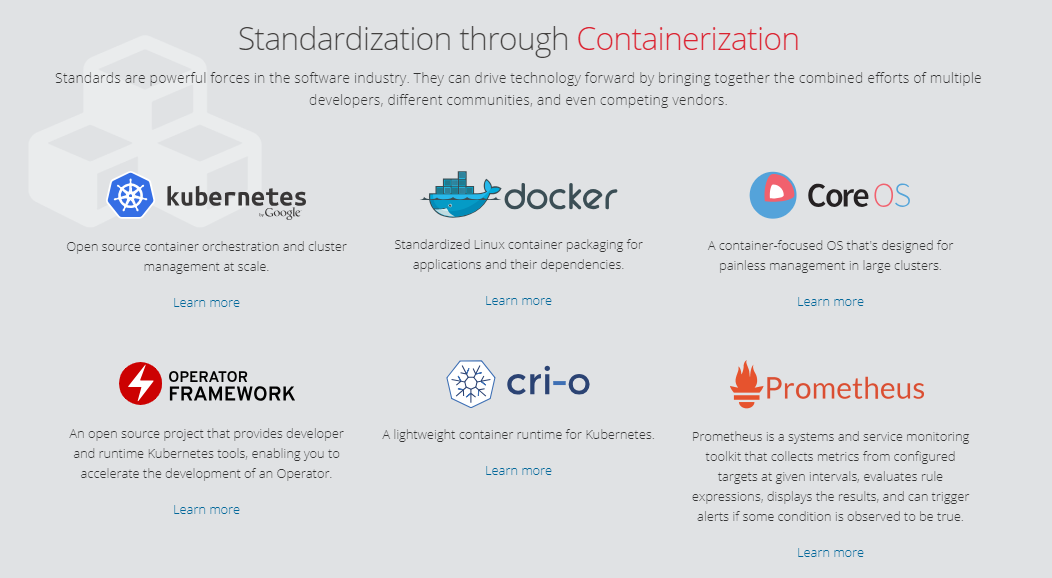 Standardization through Containerization
Standards are powerful forces in the software industry. They can drive technology forward by bringing together the combined efforts of multiple
developers, different communities, and even competing vendors.
kubernetes
by Google
Open source container orchestration and cluster
management at scale.
Learn more
docker
Standardized Linux container packaging for
applications and their dependencies.
Learn more
Core OS
A container-focused OS that's designed for
painless management in large clusters.
Learn more
OPERATOR
FRAMEWORK
An open source project that provides developer
and runtime Kubernetes tools, enabling you to
accelerate the development of an Operator.
Learn more
cri-o
A lightweight container runtime for Kubernetes.
Learn more
Prometheus
Prometheus is a systems and service monitoring
toolkit that collects metrics from configured
targets at given intervals, evaluates rule
expressions, displays the results, and can trigger
alerts if some condition is observed to be true.
Learn more